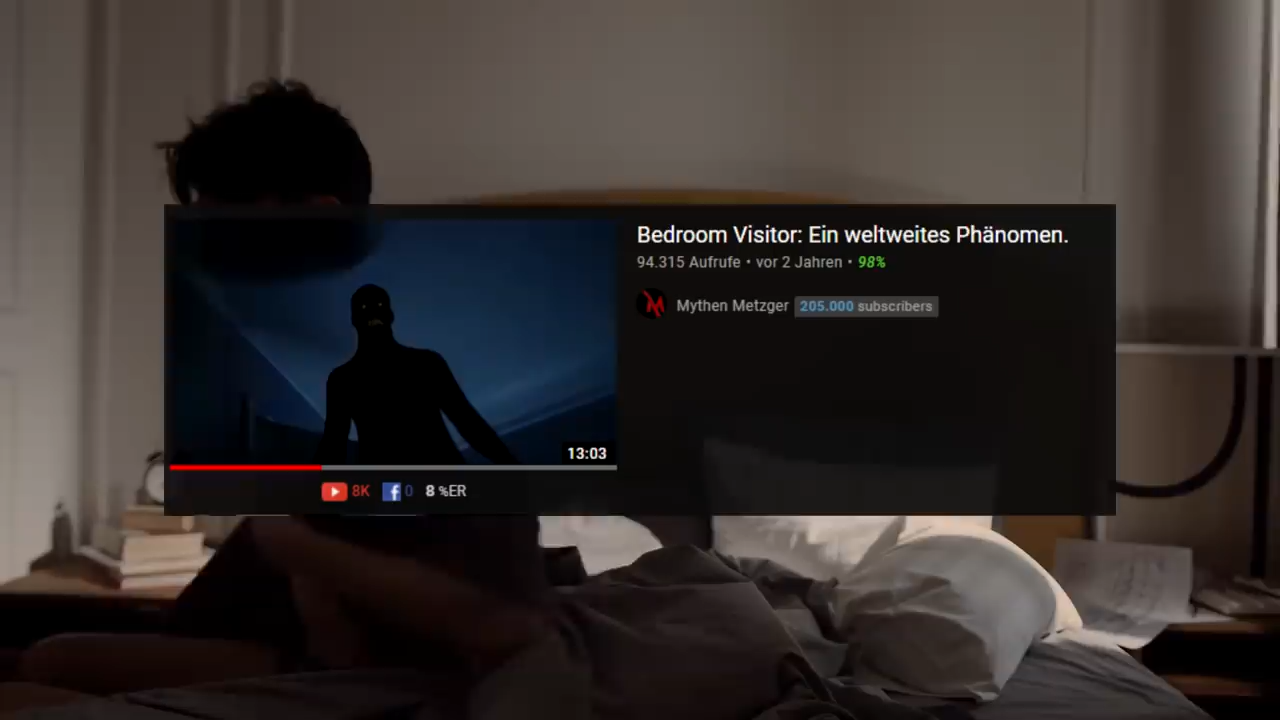 Bedroom Visitor: Ein weltweites Phänomen.
94.315 Aufrufe • vor 2 Jahren • 98%
Mythen Metzger 205.000 subscribers
13:03
8K 0 8 %ER